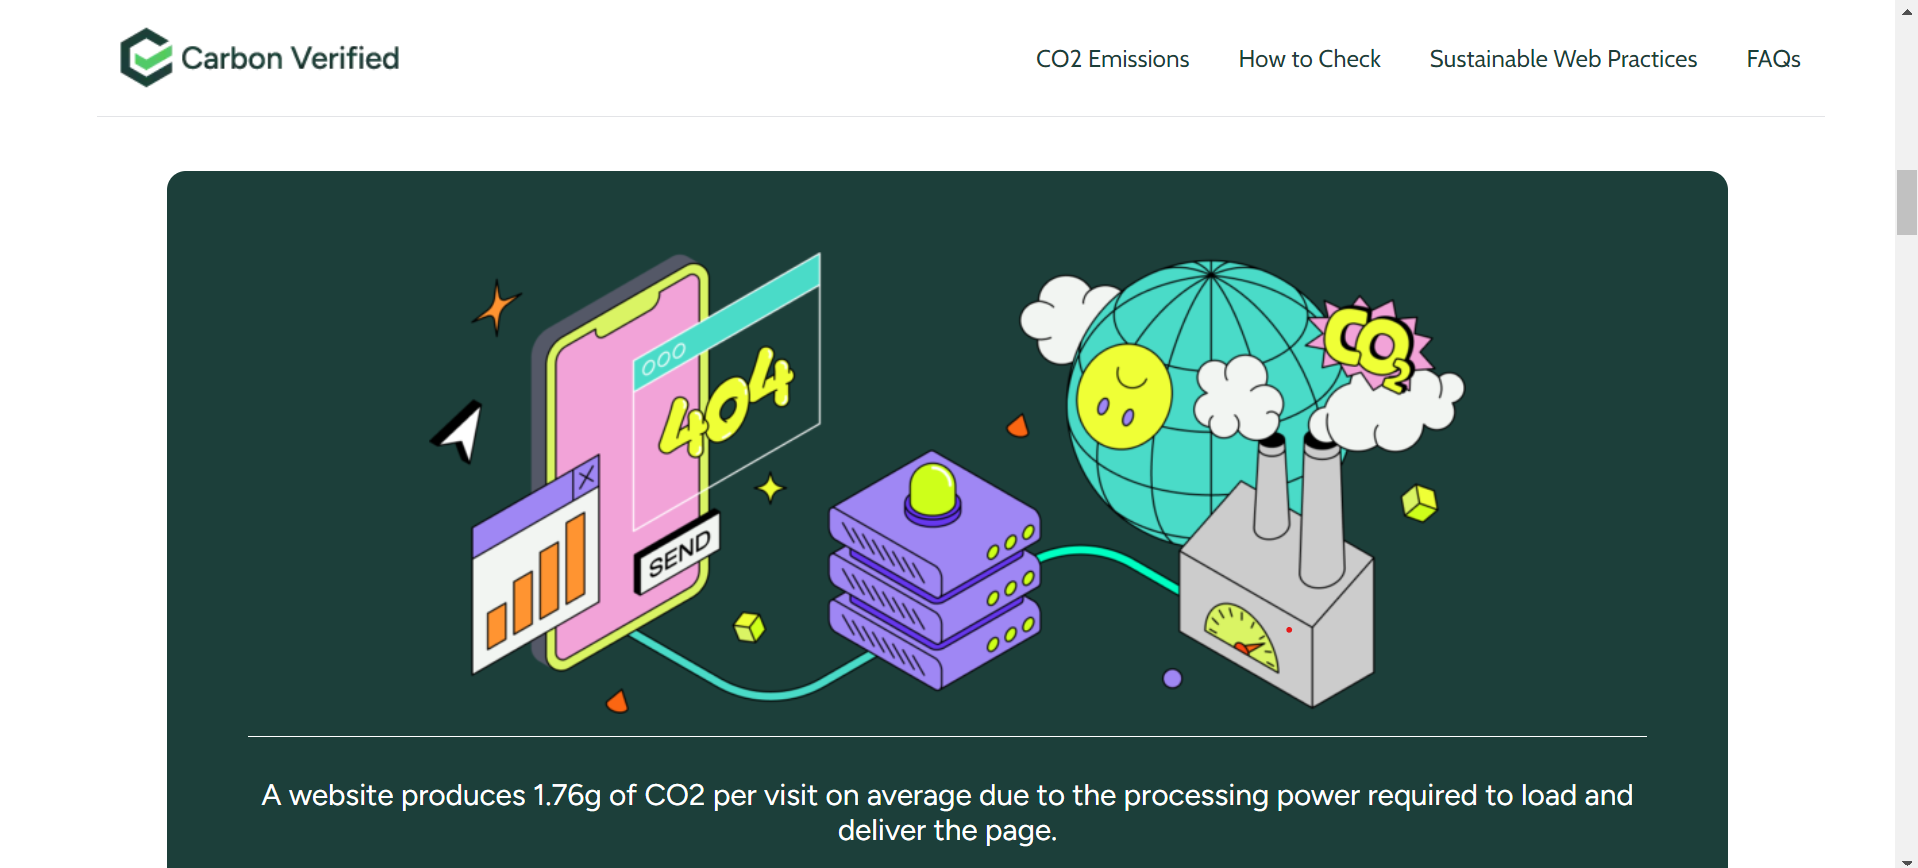 Carbon Verified
CO2 Emissions
How to Check
Sustainable Web Practices
FAQs
404
SEND
CO2
A website produces 1.76g of CO2 per visit on average due to the processing power required to load and
deliver the page.